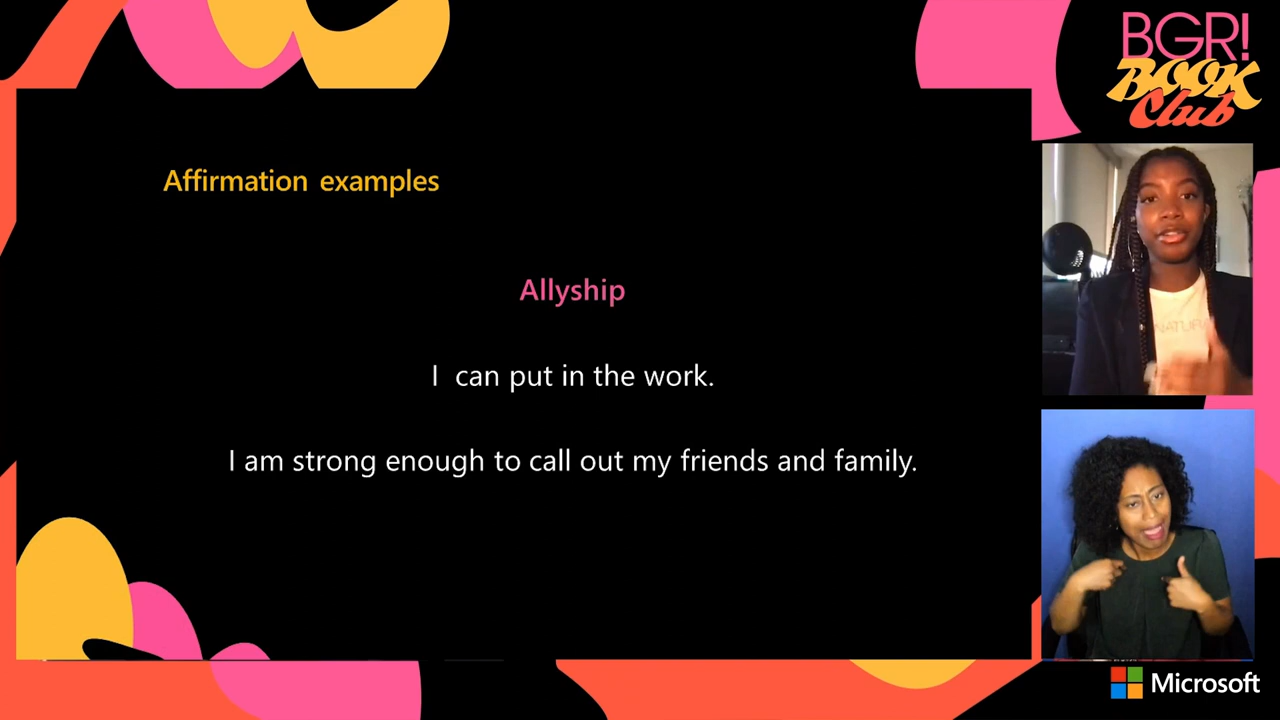 BGR!
BOOK
Club
Affirmation examples
Allyship
I can put in the work.
I am strong enough to call out my friends and family.
NATURA
Microsoft